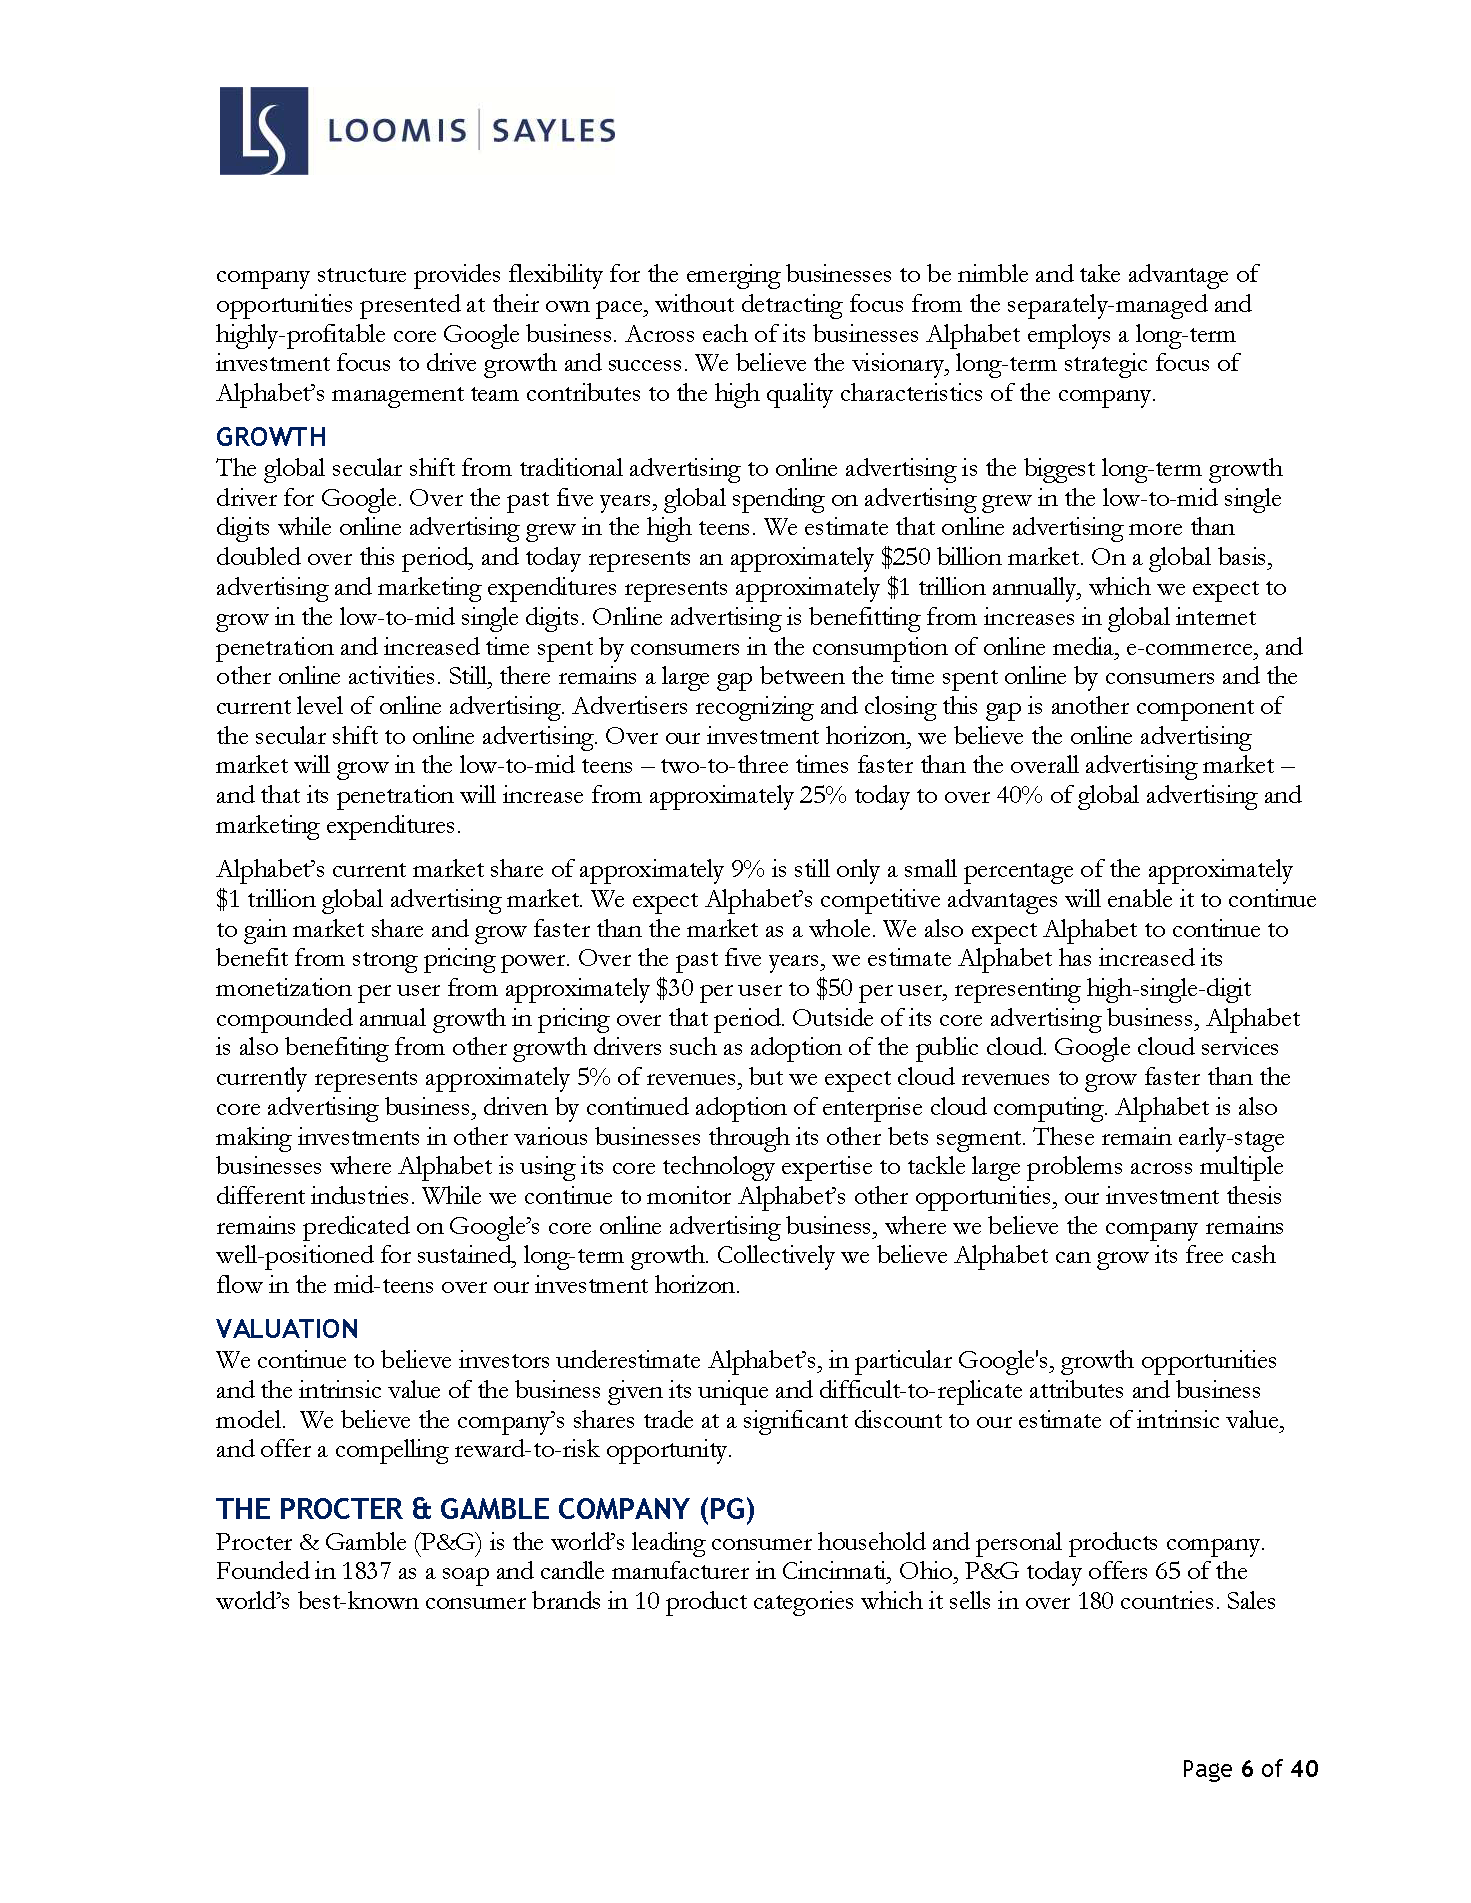 LS LOOMIS | SAYLES
company structure provides flexibility for the emerging businesses to be nimble and take advantage of
opportunities presented at their own pace, without detracting focus from the separately-managed and
highly-profitable core Google business. Across each of its businesses Alphabet employs a long-term
investment focus to drive growth and success. We believe the visionary, long-term strategic focus of
Alphabet’s management team contributes to the high quality characteristics of the company.
GROWTH
The global secular shift from traditional advertising to online advertising is the biggest long-term growth
driver for Google. Over the past five years, global spending on advertising grew in the low-to-mid single
digits while online advertising grew in the high teens. We estimate that online advertising more than
doubled over this period, and today represents an approximately $250 billion market. On a global basis,
advertising and marketing expenditures represents approximately $1 trillion annually, which we expect to
grow in the low-to-mid single digits. Online advertising is benefitting from increases in global internet
penetration and increased time spent by consumers in the consumption of online media, e-commerce, and
other online activities. Still, there remains a large gap between the time spent online by consumers and the
current level of online advertising. Advertisers recognizing and closing this gap is another component of
the secular shift to online advertising. Over our investment horizon, we believe the online advertising
market will grow in the low-to-mid teens – two-to-three times faster than the overall advertising market –
and that its penetration will increase from approximately 25% today to over 40% of global advertising and
marketing expenditures.
Alphabet’s current market share of approximately 9% is still only a small percentage of the approximately
$1 trillion global advertising market. We expect Alphabet’s competitive advantages will enable it to continue
to gain market share and grow faster than the market as a whole. We also expect Alphabet to continue to
benefit from strong pricing power. Over the past five years, we estimate Alphabet has increased its
monetization per user from approximately $30 per user to $50 per user, representing high-single-digit
compounded annual growth in pricing over that period. Outside of its core advertising business, Alphabet
is also benefiting from other growth drivers such as adoption of the public cloud. Google cloud services
currently represents approximately 5% of revenues, but we expect cloud revenues to grow faster than the
core advertising business, driven by continued adoption of enterprise cloud computing. Alphabet is also
making investments in other various businesses through its other bets segment. These remain early-stage
businesses where Alphabet is using its core technology expertise to tackle large problems across multiple
different industries. While we continue to monitor Alphabet’s other opportunities, our investment thesis
remains predicated on Google’s core online advertising business, where we believe the company remains
well-positioned for sustained, long-term growth. Collectively we believe Alphabet can grow its free cash
flow in the mid-teens over our investment horizon.
VALUATION
We continue to believe investors underestimate Alphabet’s, in particular Google's, growth opportunities
and the intrinsic value of the business given its unique and difficult-to-replicate attributes and business
model.  We believe the company’s shares trade at a significant discount to our estimate of intrinsic value,
and offer a compelling reward-to-risk opportunity.
THE PROCTER & GAMBLE COMPANY (PG)
Procter & Gamble (P&G) is the world’s leading consumer household and personal products company.
Founded in 1837 as a soap and candle manufacturer in Cincinnati, Ohio, P&G today offers 65 of the
world’s best-known consumer brands in 10 product categories which it sells in over 180 countries. Sales
Page 6 of 40